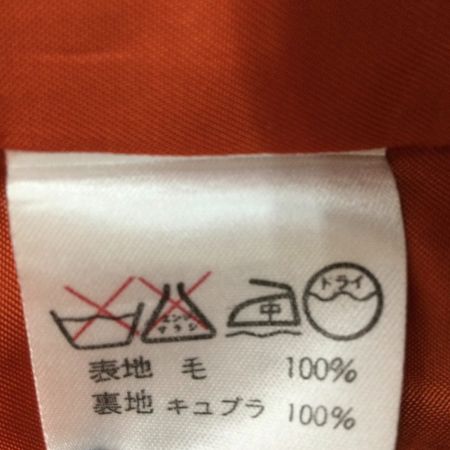 エンソ
サラシ
中
ドライ
表地 毛 100%
裏地 キュプラ 100%